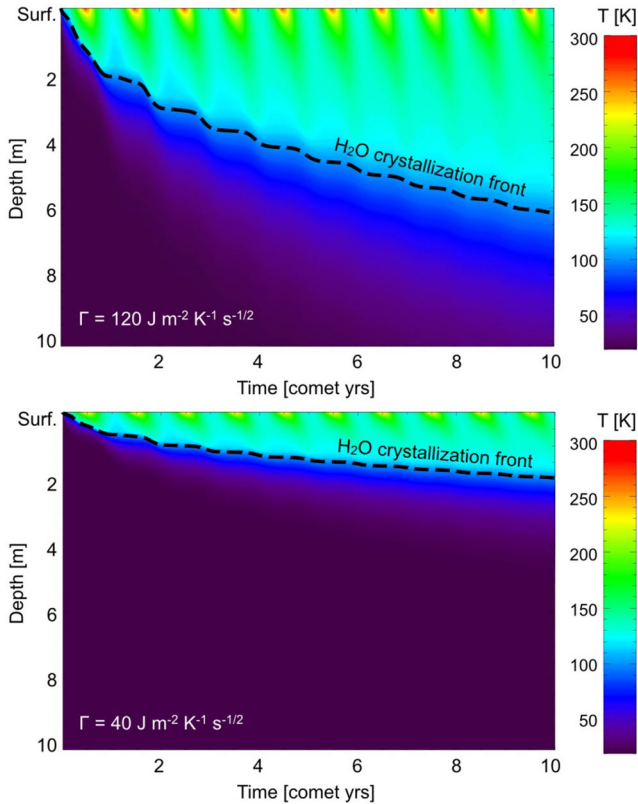 Surf.
T [K]
300
2
250
Depth [m]
4
H₂O crystallization front
200
6
150
8
100
Γ = 120 J m⁻² K⁻¹ s⁻¹/²
50
10
2 4 6 8 10
Time [comet yrs]
Surf.
T [K]
300
H₂O crystallization front
2
250
Depth [m]
4
200
6
150
8
100
Γ = 40 J m⁻² K⁻¹ s⁻¹/²
50
10
2 4 6 8 10
Time [comet yrs]